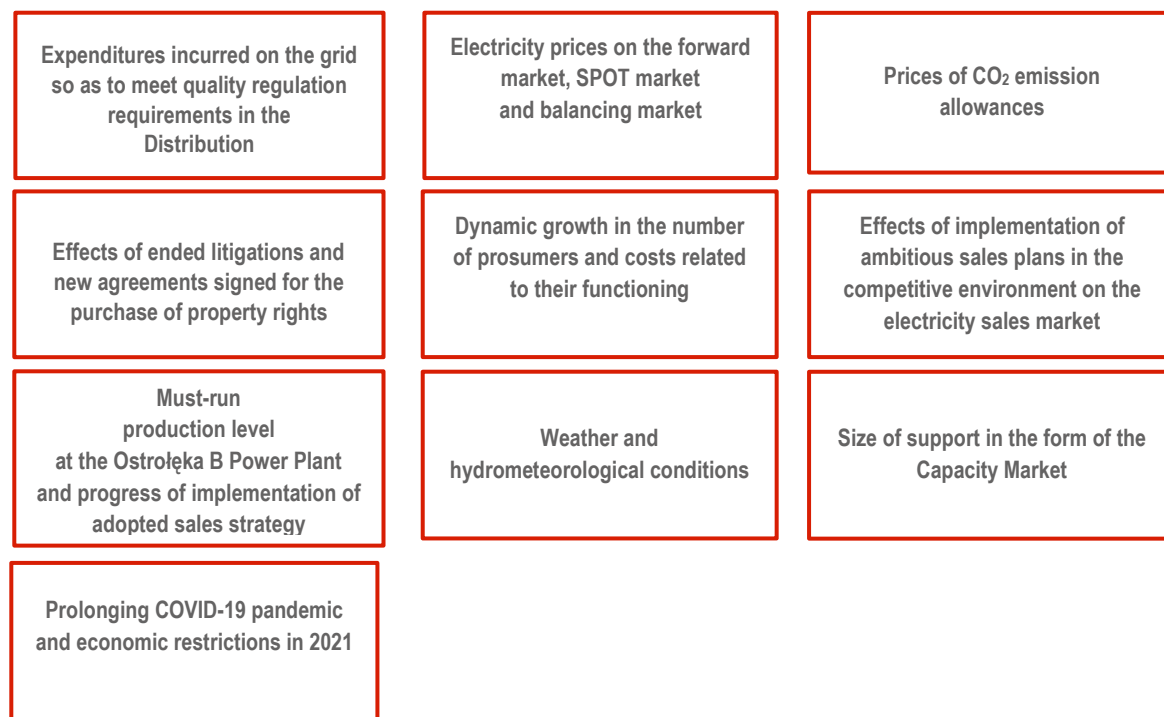 Expenditures incurred on the grid
so as to meet quality regulation
requirements in the
Distribution
Electricity prices on the forward
market, SPOT market
and balancing market
Prices of CO₂ emission
allowances
Effects of ended litigations and
new agreements signed for the
purchase of property rights
Dynamic growth in the number
of prosumers and costs related
to their functioning
Effects of implementation of
ambitious sales plans in the
competitive environment on the
electricity sales market
Must-run
production level
at the Ostrołęka B Power Plant
and progress of implementation of
adopted sales strategy
Weather and
hydrometeorological conditions
Size of support in the form of the
Capacity Market
Prolonging COVID-19 pandemic
and economic restrictions in 2021